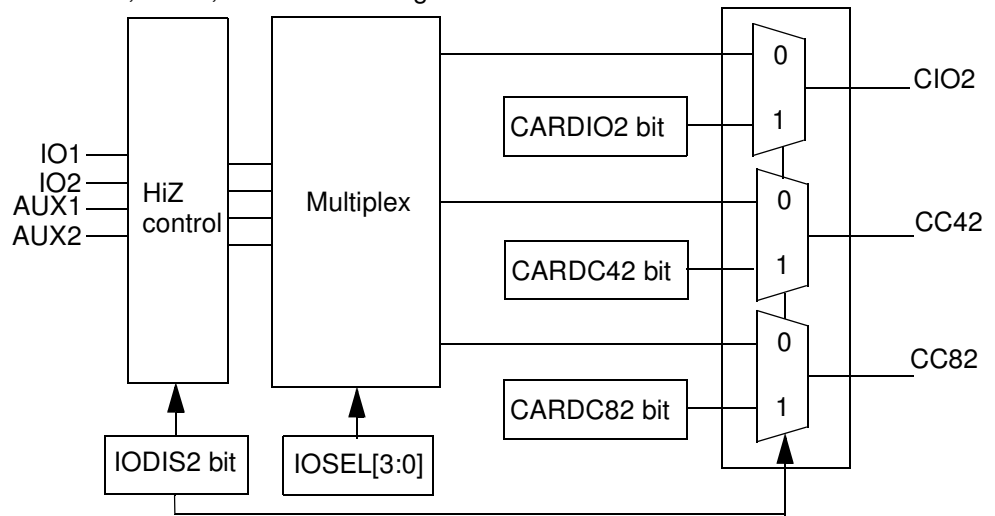 0
CIO2
CARDIO2 bit
1
IO1
IO2
AUX1
AUX2
HiZ
control
Multiplex
0
CC42
CARDC42 bit
1
0
CC82
CARDC82 bit
1
IODIS2 bit
IOSEL[3:0]